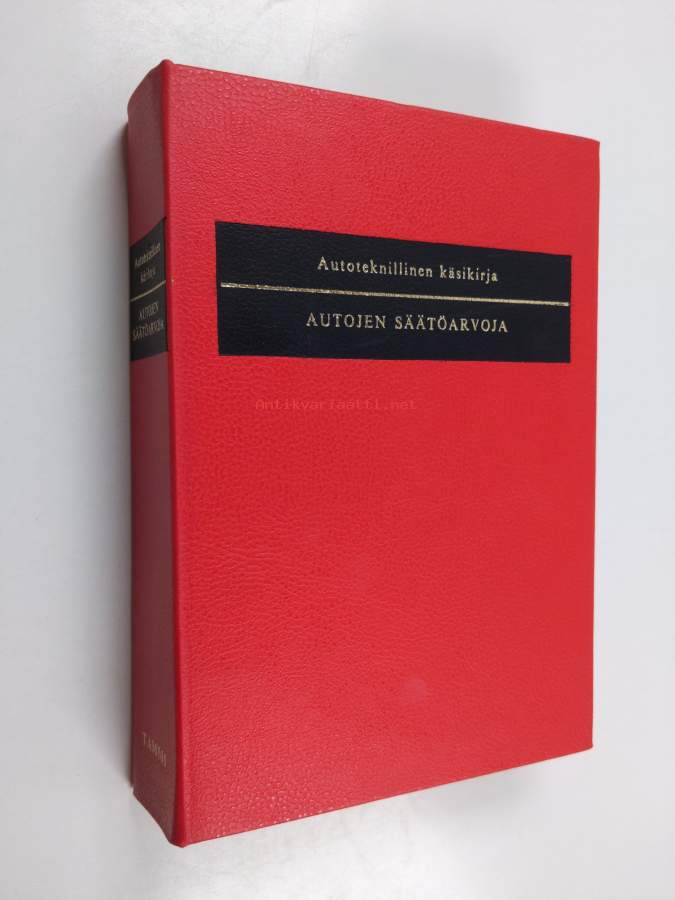 Autoteknillinen käsikirja
AUTOJEN SÄÄTÖARVOJA
Autoteknillinen
käsikirja
AUTOJEN
SÄÄTÖARVOJA
TAMMI
Antikvariaatti.net